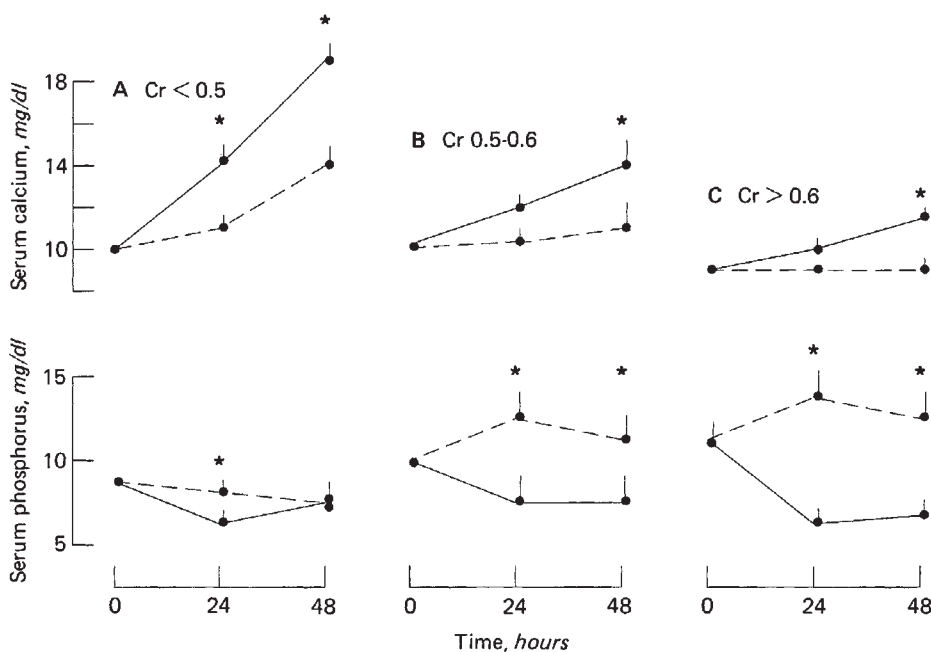 *
*
18
A Cr < 0.5
14
10
Serum calcium, mg/dl
*
B Cr 0.5-0.6
*
C Cr > 0.6
15
10
5
Serum phosphorus, mg/dl
*
*
*
*
*
0 24 48
0 24 48
0 24 48
Time, hours